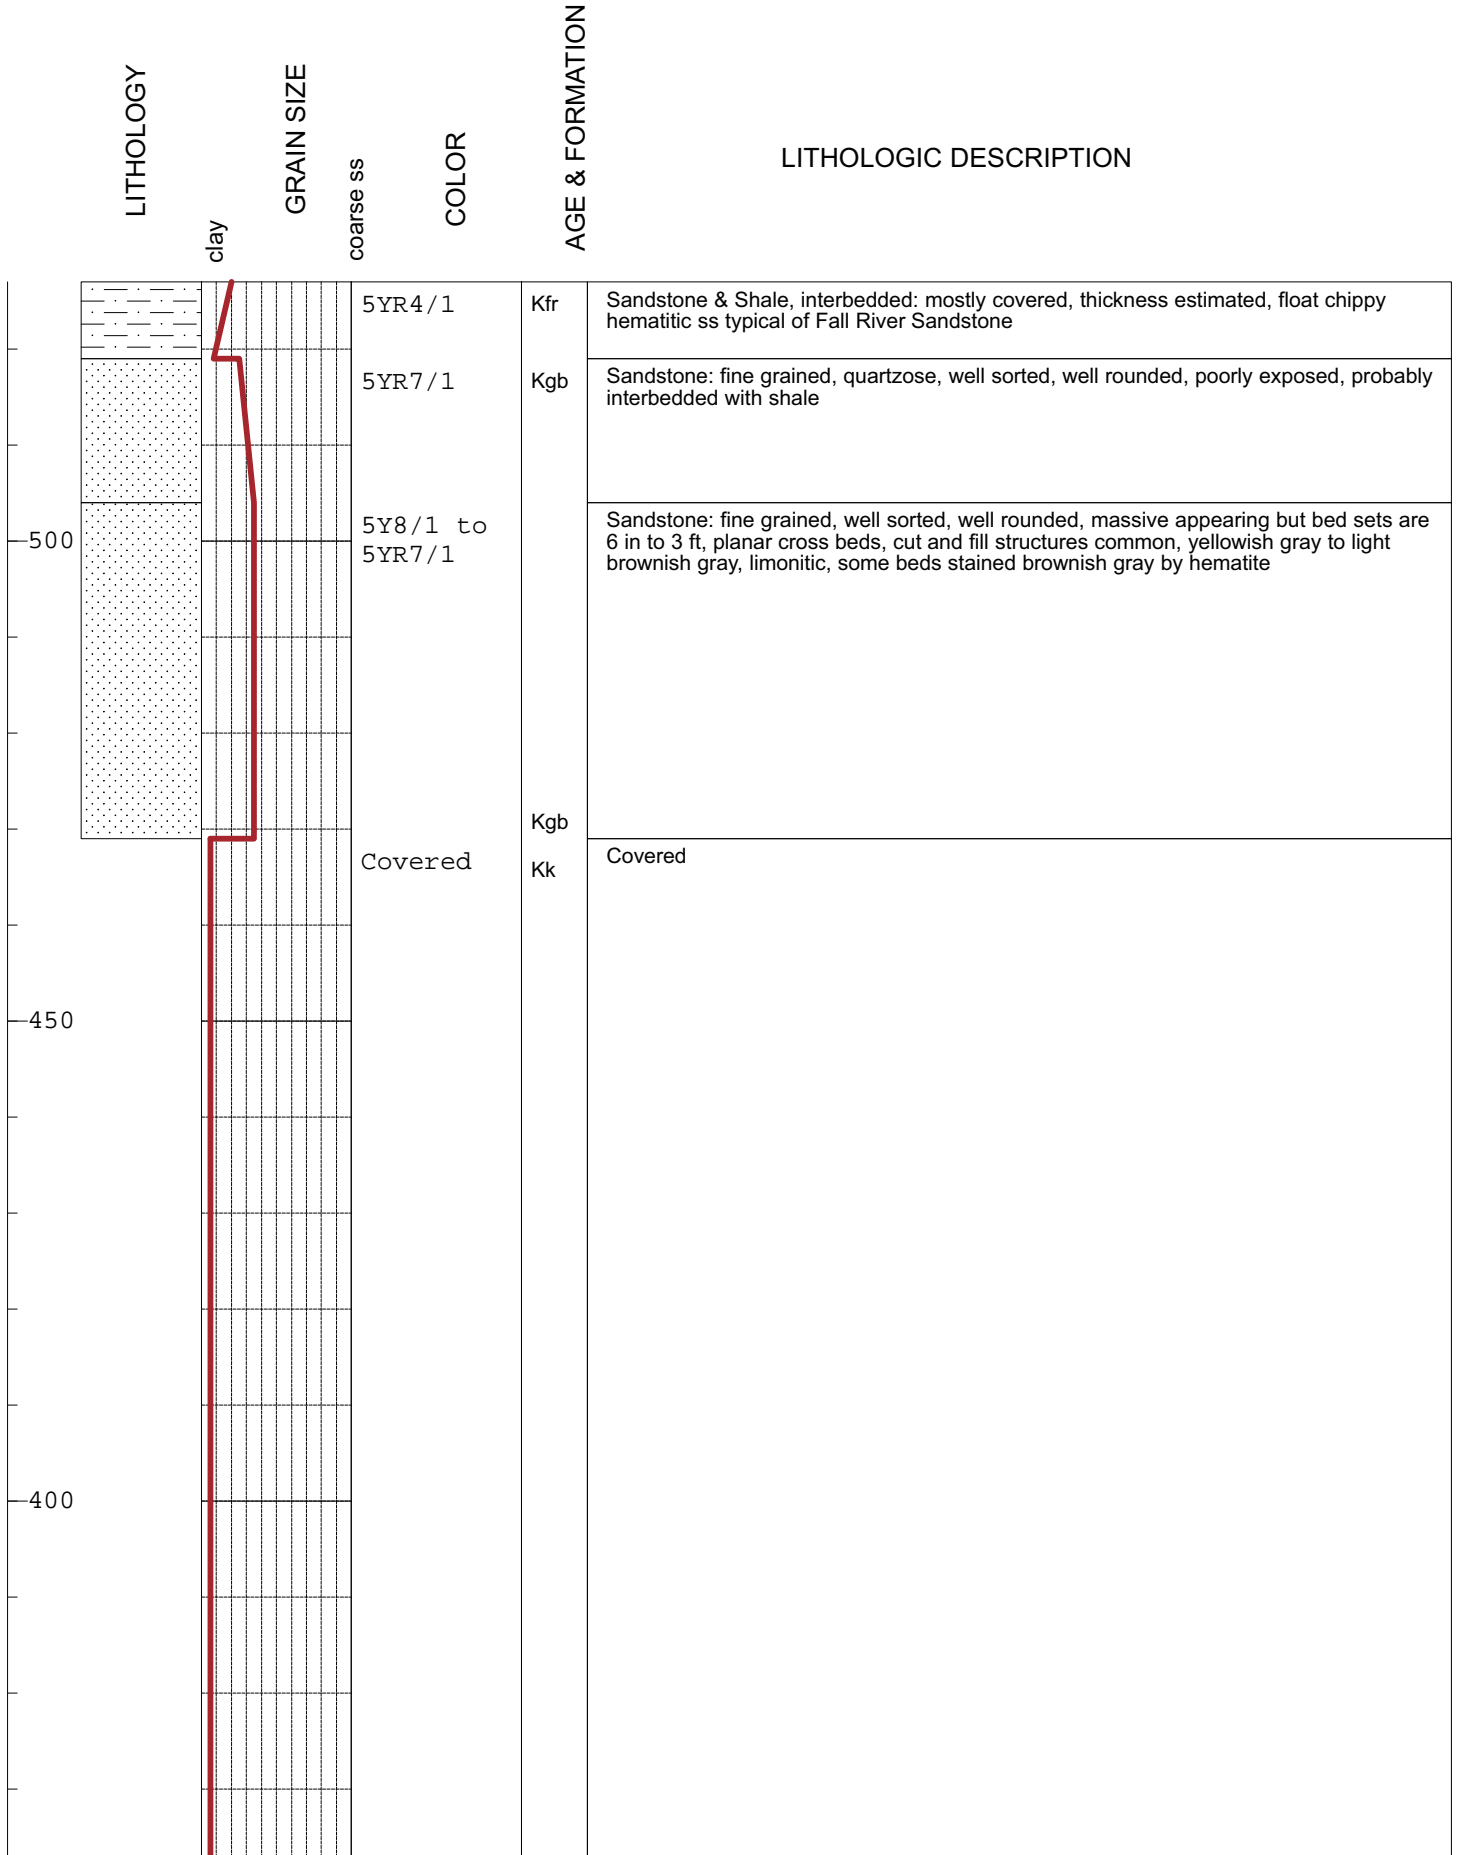 LITHOLOGY
clay
GRAIN SIZE
coarse ss
COLOR
AGE & FORMATION
LITHOLOGIC DESCRIPTION
5YR4/1
Kfr
Sandstone & Shale, interbedded: mostly covered, thickness estimated, float chippy
hematitic ss typical of Fall River Sandstone
5YR7/1
Kgb
Sandstone: fine grained, quartzose, well sorted, well rounded, poorly exposed, probably
interbedded with shale
500
5Y8/1 to
5YR7/1
Sandstone: fine grained, well sorted, well rounded, massive appearing but bed sets are
6 in to 3 ft, planar cross beds, cut and fill structures common, yellowish gray to light
brownish gray, limonitic, some beds stained brownish gray by hematite
Kgb
Covered
Kk
Covered
450
400